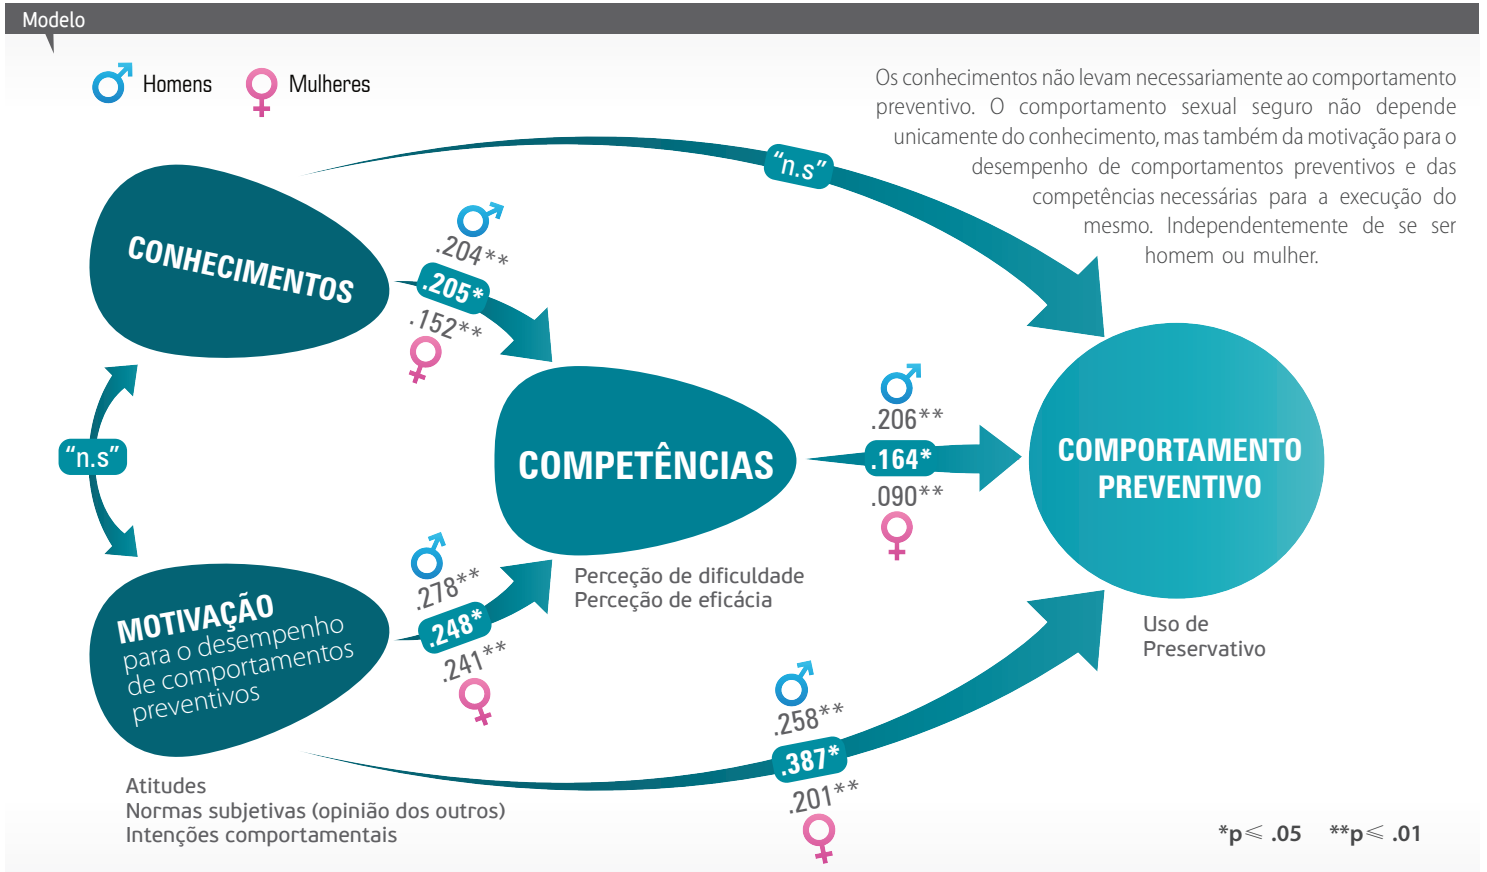 Modelo
Homens
Mulheres
Os conhecimentos não levam necessariamente ao comportamento
preventivo. O comportamento sexual seguro não depende
unicamente do conhecimento, mas também da motivação para o
desempenho de comportamentos preventivos e das
competências necessárias para a execução do
mesmo. Independentemente de se ser
homem ou mulher.
“n.s”
CONHECIMENTOS
.204**
.205*
.152**
“n.s”
COMPETÊNCIAS
.206**
.164*
.090**
COMPORTAMENTO
PREVENTIVO
Perceção de dificuldade
Perceção de eficácia
Uso de
Preservativo
MOTIVAÇÃO
para o desempenho
de comportamentos
preventivos
.278**
.248*
.241**
.258**
.387*
.201**
Atitudes
Normas subjetivas (opinião dos outros)
Intenções comportamentais
*p⩽ .05 **p⩽ .01